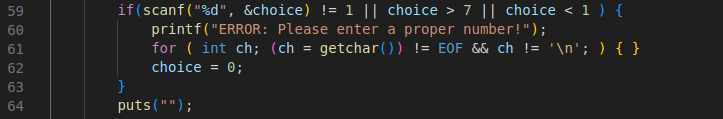 59 if(scanf("%d", &choice) != 1 || choice > 7 || choice < 1 ) {
60 printf("ERROR: Please enter a proper number!");
61 for ( int ch; (ch = getchar()) != EOF && ch != '\n'; ) { }
62 choice = 0;
63 }
64 puts("");